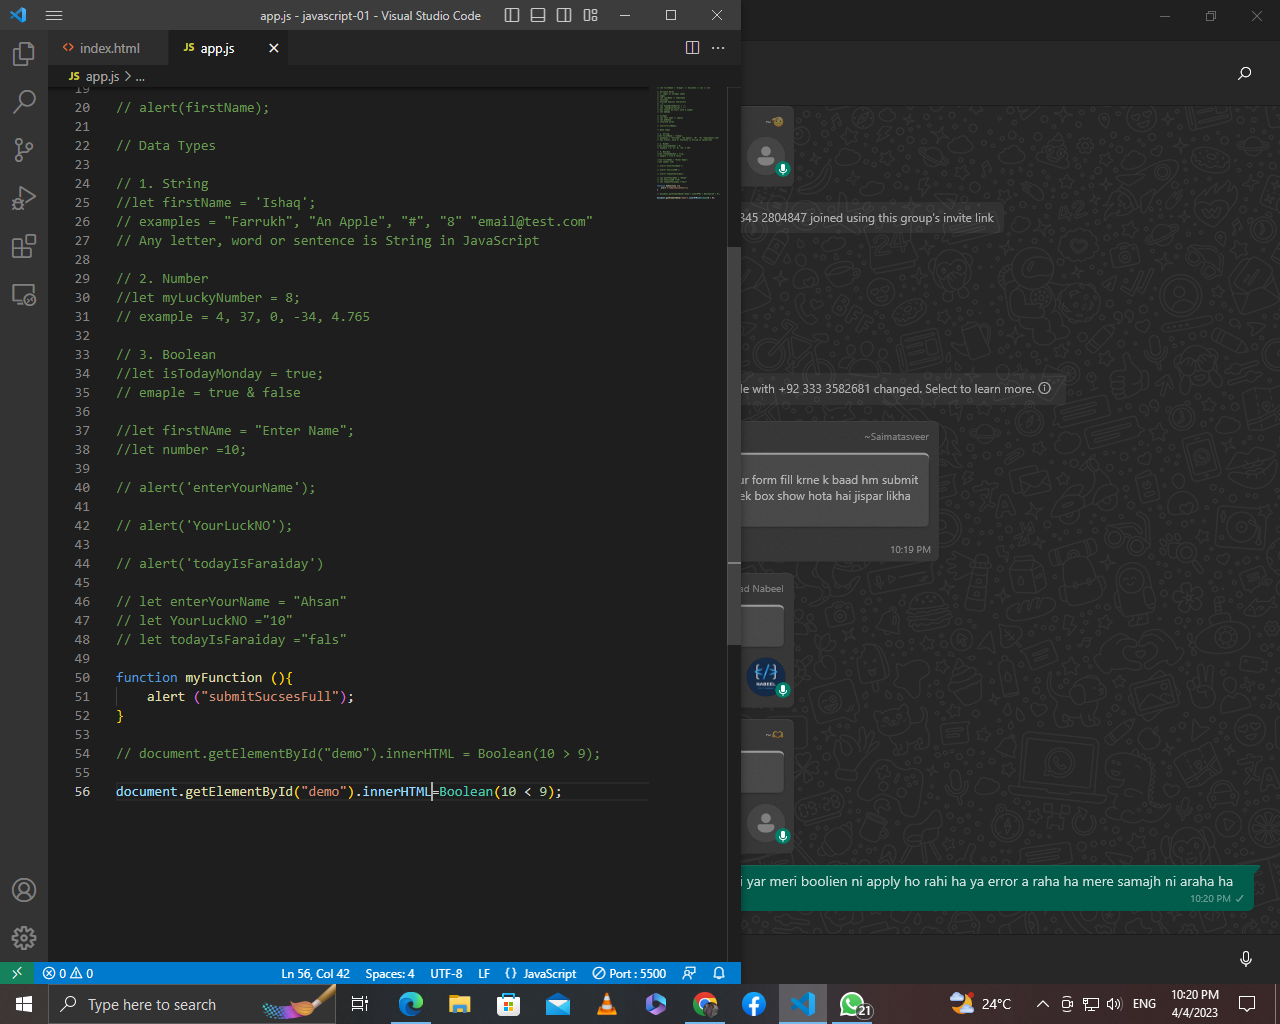 app.js - javascript-01 - Visual Studio Code
<> index.html
JS app.js
JS app.js > ...
19
20 // alert(firstName);
21
22 // Data Types
23
24 // 1. String
25 //let firstName = 'Ishaq';
26 // examples = "Farrukh", "An Apple", "#", "8" "email@test.com"
27 // Any letter, word or sentence is String in JavaScript
28
29 // 2. Number
30 //let myLuckyNumber = 8;
31 // example = 4, 37, 0, -34, 4.765
32
33 // 3. Boolean
34 //let isTodayMonday = true;
35 // emaple = true & false
36
37 //let firstNAme = "Enter Name";
38 //let number =10;
39
40 // alert('enterYourName');
41
42 // alert('YourLuckNO');
43
44 // alert('todayIsFaraiday')
45
46 // let enterYourName = "Ahsan"
47 // let YourLuckNO ="10"
48 // let todayIsFaraiday ="fals"
49
50 function myFunction (){
51 alert ("submitSucsesFull");
52 }
53
54 // document.getElementById("demo").innerHTML = Boolean(10 > 9);
55
56 document.getElementById("demo").innerHTML=Boolean(10 < 9);
0 0
Ln 56, Col 42 Spaces: 4 UTF-8 LF {} JavaScript Port : 5500
345 2804847 joined using this group's invite link
with +92 333 3582681 changed. Select to learn more.
~Saimatasveer
form fill krne k baad hm submit
box show hota hai jispar likha
10:19 PM
Nabeel
</>
NABEEL
yar meri boolien ni apply ho rahi ha ya error a raha ha mere samajh ni araha ha
10:20 PM
Type here to search
21
24°C
ENG
10:20 PM
4/4/2023